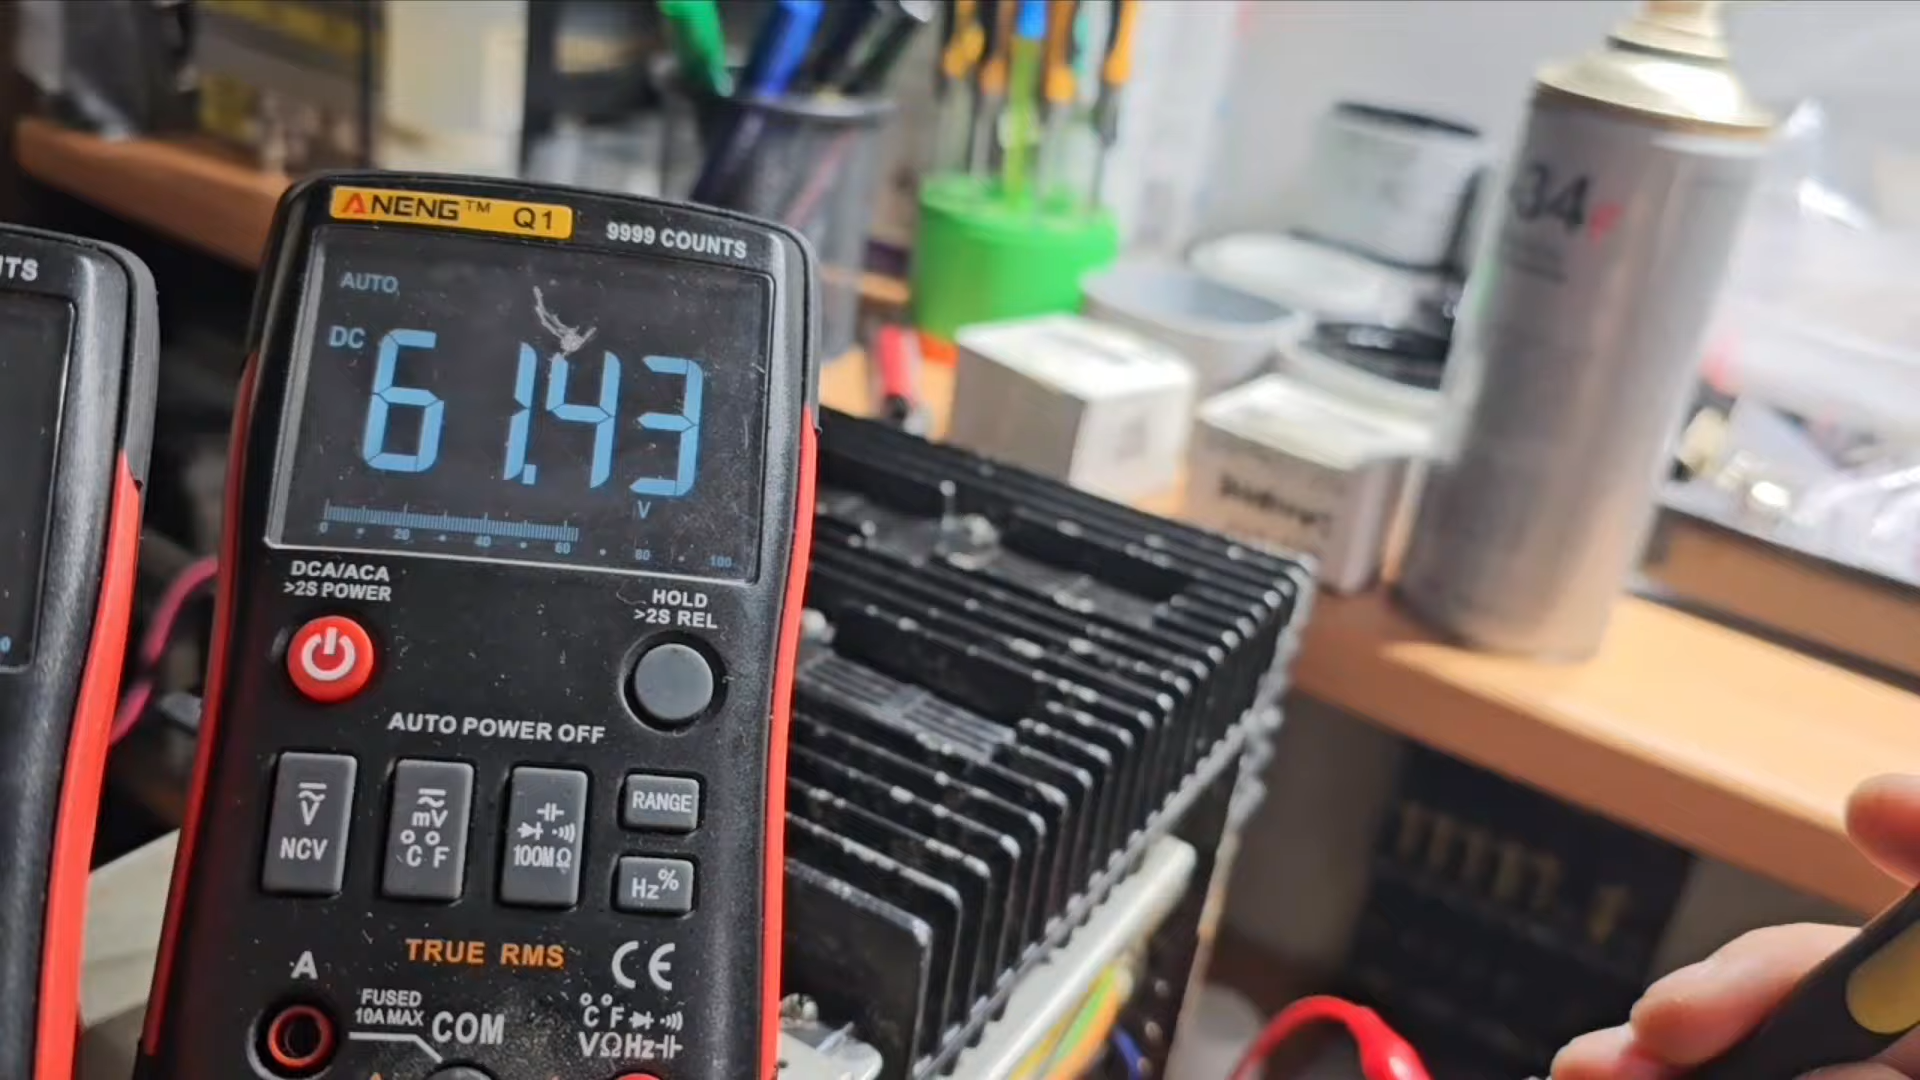 ANENG™ Q1
9999 COUNTS
AUTO
DC 61.43
V
0 20 40 60 80 100
DCA/ACA
>2S POWER
HOLD
>2S REL
AUTO POWER OFF
V
NCV
mV
°C °F
100MΩ
RANGE
Hz%
TRUE RMS
CE
A
FUSED
10A MAX
COM
°C °F
VΩHz
34